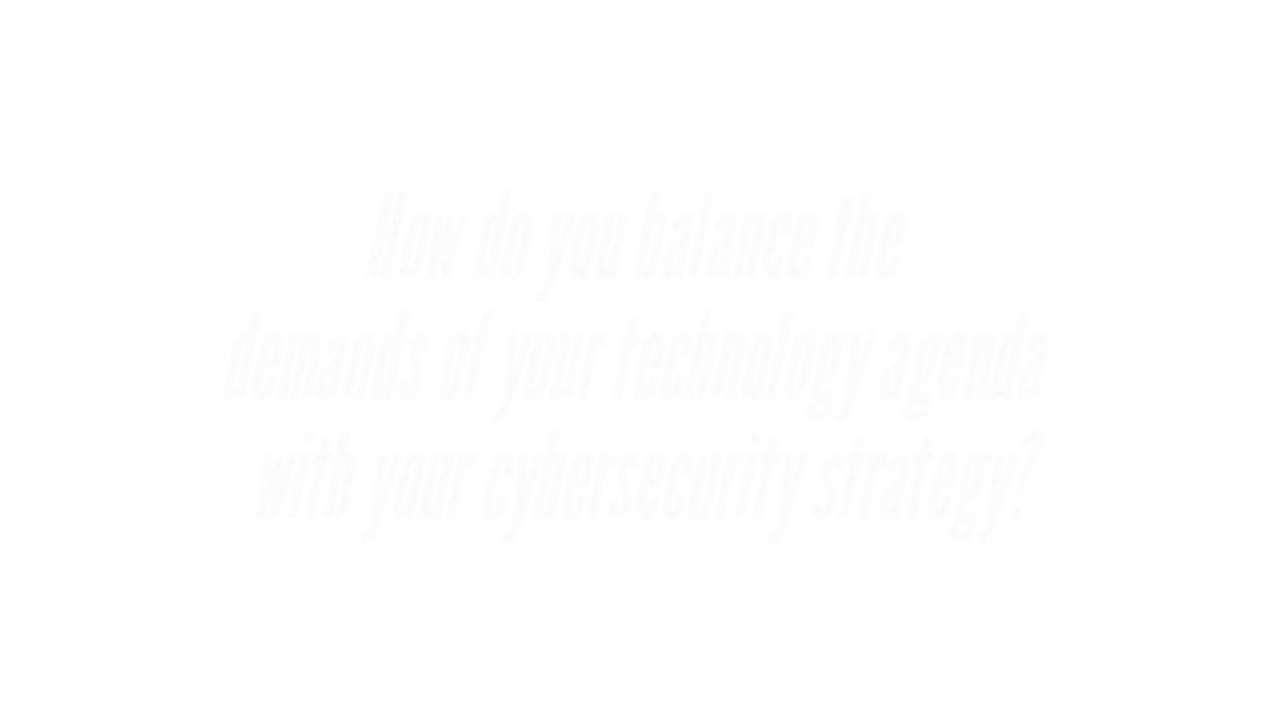 How do you balance the
demands of your technology agenda
with your cybersecurity strategy?